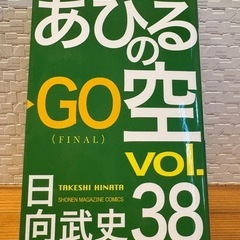 あひるの空
GO
(FINAL)
VOL.
38
TAKESHI HINATA
SHONEN MAGAZINE COMICS
日向武史